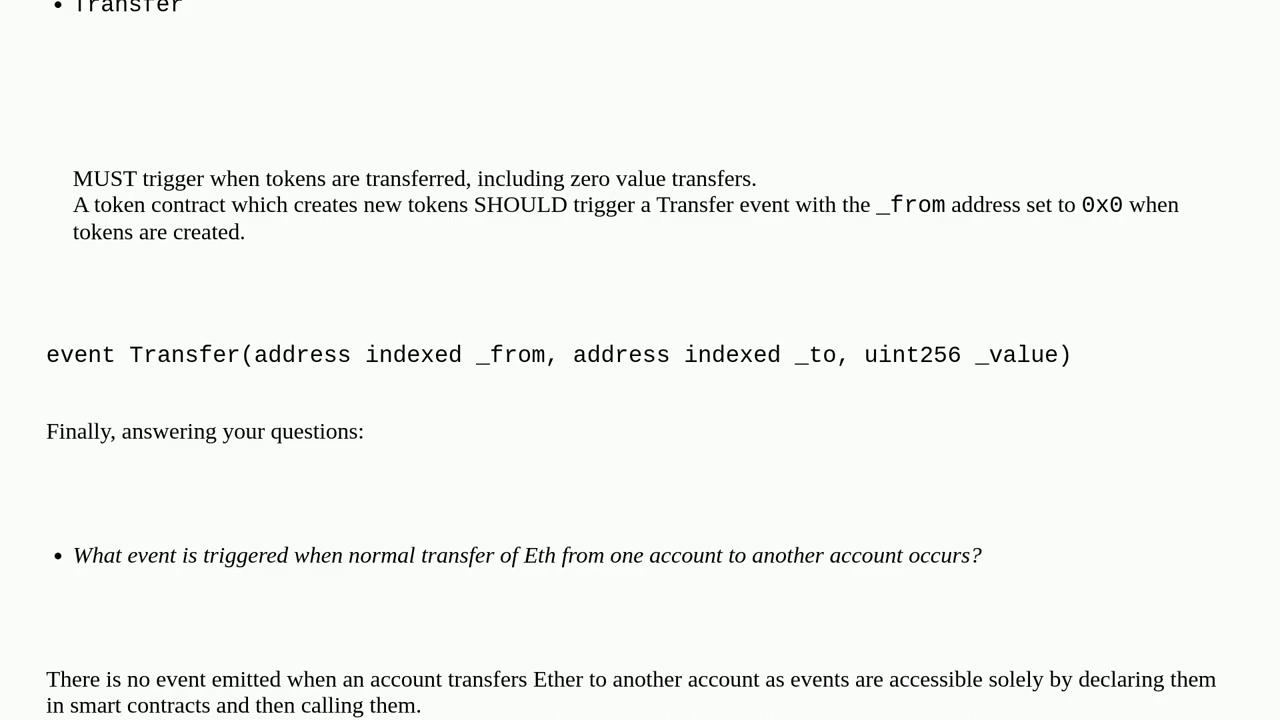 • Transfer
MUST trigger when tokens are transferred, including zero value transfers.
A token contract which creates new tokens SHOULD trigger a Transfer event with the _from address set to 0x0 when
tokens are created.
event Transfer(address indexed _from, address indexed _to, uint256 _value)
Finally, answering your questions:
• What event is triggered when normal transfer of Eth from one account to another account occurs?
There is no event emitted when an account transfers Ether to another account as events are accessible solely by declaring them
in smart contracts and then calling them.